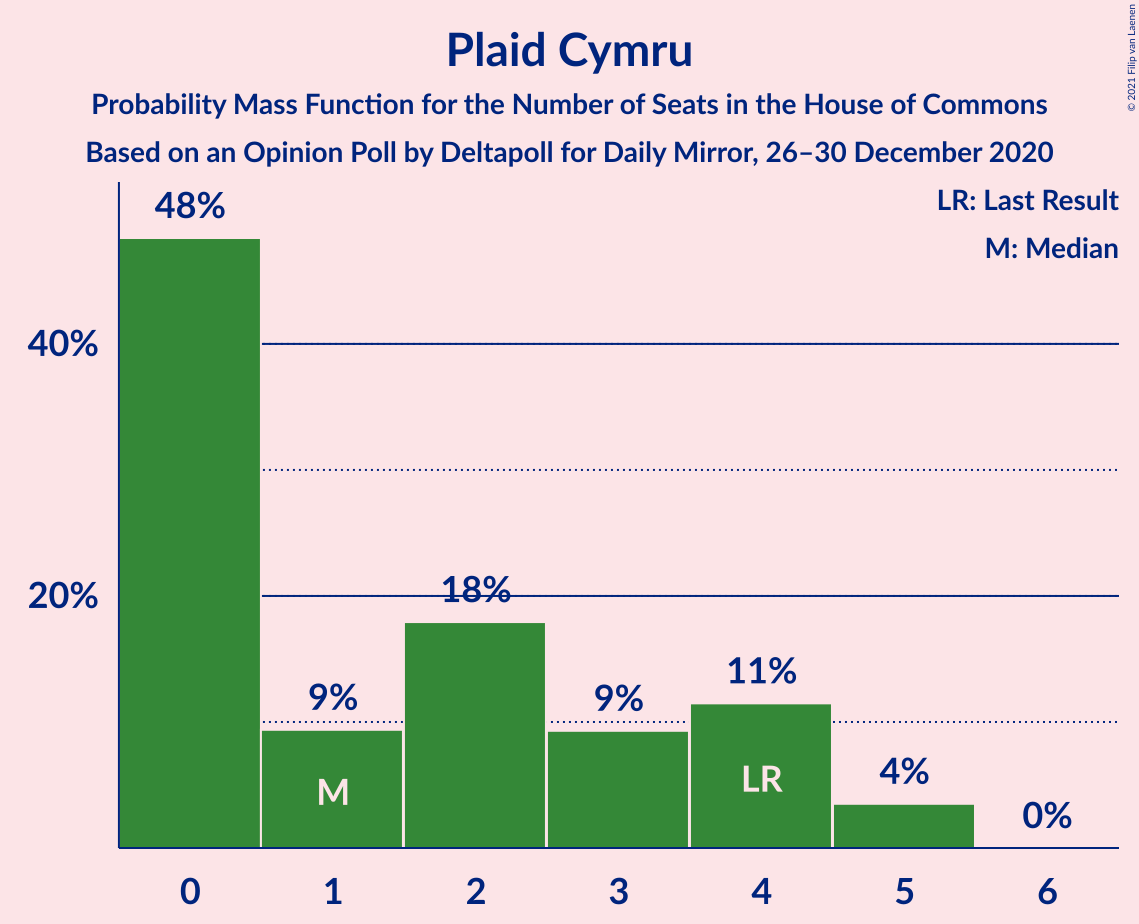 Plaid Cymru
Probability Mass Function for the Number of Seats in the House of Commons
Based on an Opinion Poll by Deltapoll for Daily Mirror, 26–30 December 2020
© 2021 Filip van Laenen
LR: Last Result
M: Median
48%
40%
20%
18%
9%
9%
11%
4%
0%
M
LR
0
1
2
3
4
5
6